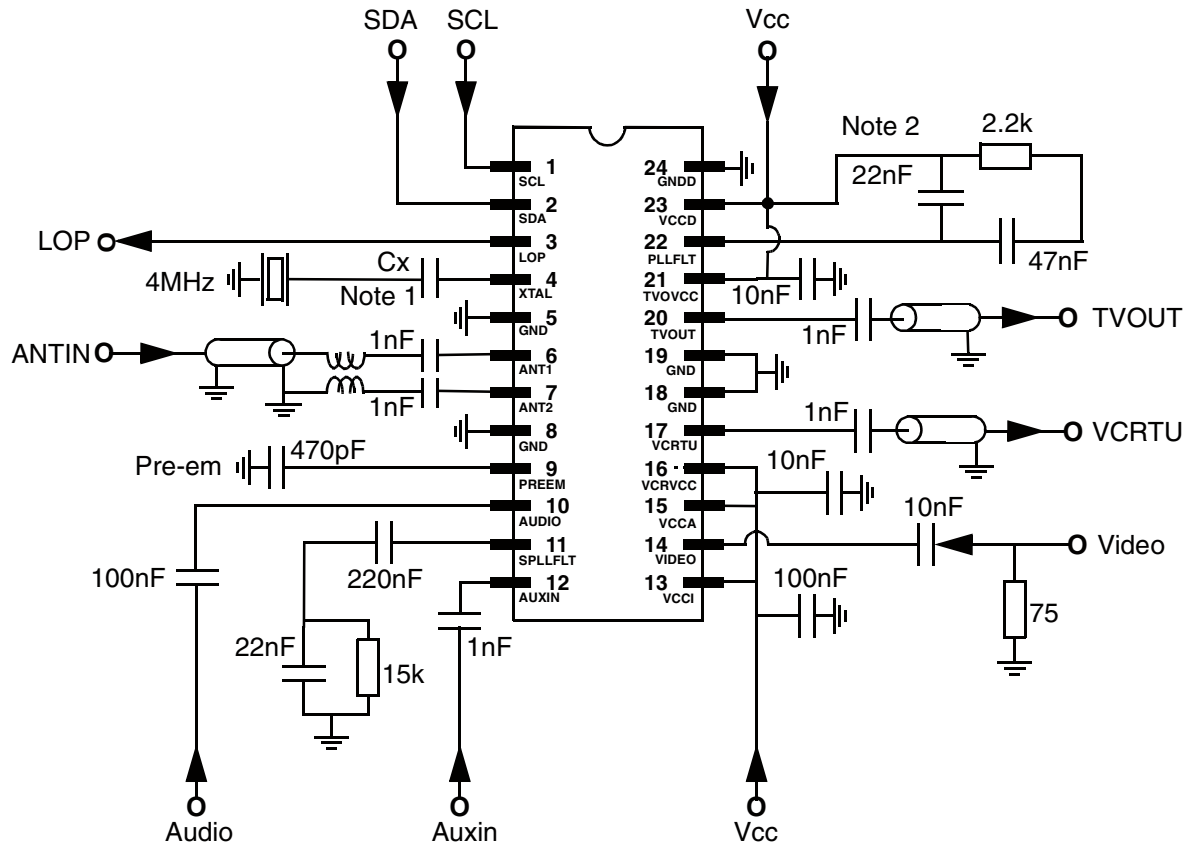 SDA
SCL
Vcc
Note 2
2.2k
22nF
47nF
1
SCL
24
GNDD
2
SDA
23
VCCD
LOP
3
LOP
22
PLLFLT
4MHz
Cx
Note 1
4
XTAL
21
TVOVCC
10nF
5
GND
20
TVOUT
1nF
TVOUT
ANTIN
1nF
6
ANT1
19
GND
1nF
7
ANT2
18
GND
8
GND
17
VCRTU
1nF
VCRTU
Pre-em
470pF
9
PREEM
16
VCRVCC
10nF
10
AUDIO
15
VCCA
11
SPLLFLT
14
VIDEO
10nF
Video
100nF
220nF
12
AUXIN
13
VCCI
100nF
75
22nF
15k
1nF
Audio
Auxin
Vcc